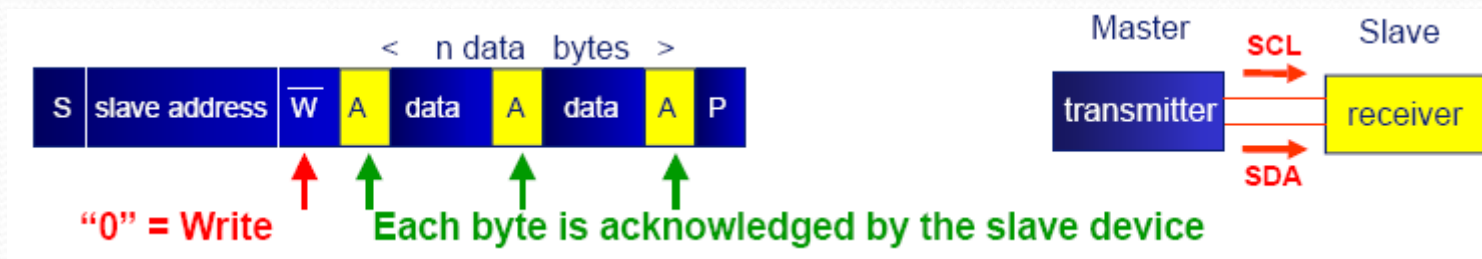 < n data bytes >
S slave address W̅ A data A data A P
“0” = Write
Each byte is acknowledged by the slave device
Master
SCL
Slave
transmitter
receiver
SDA